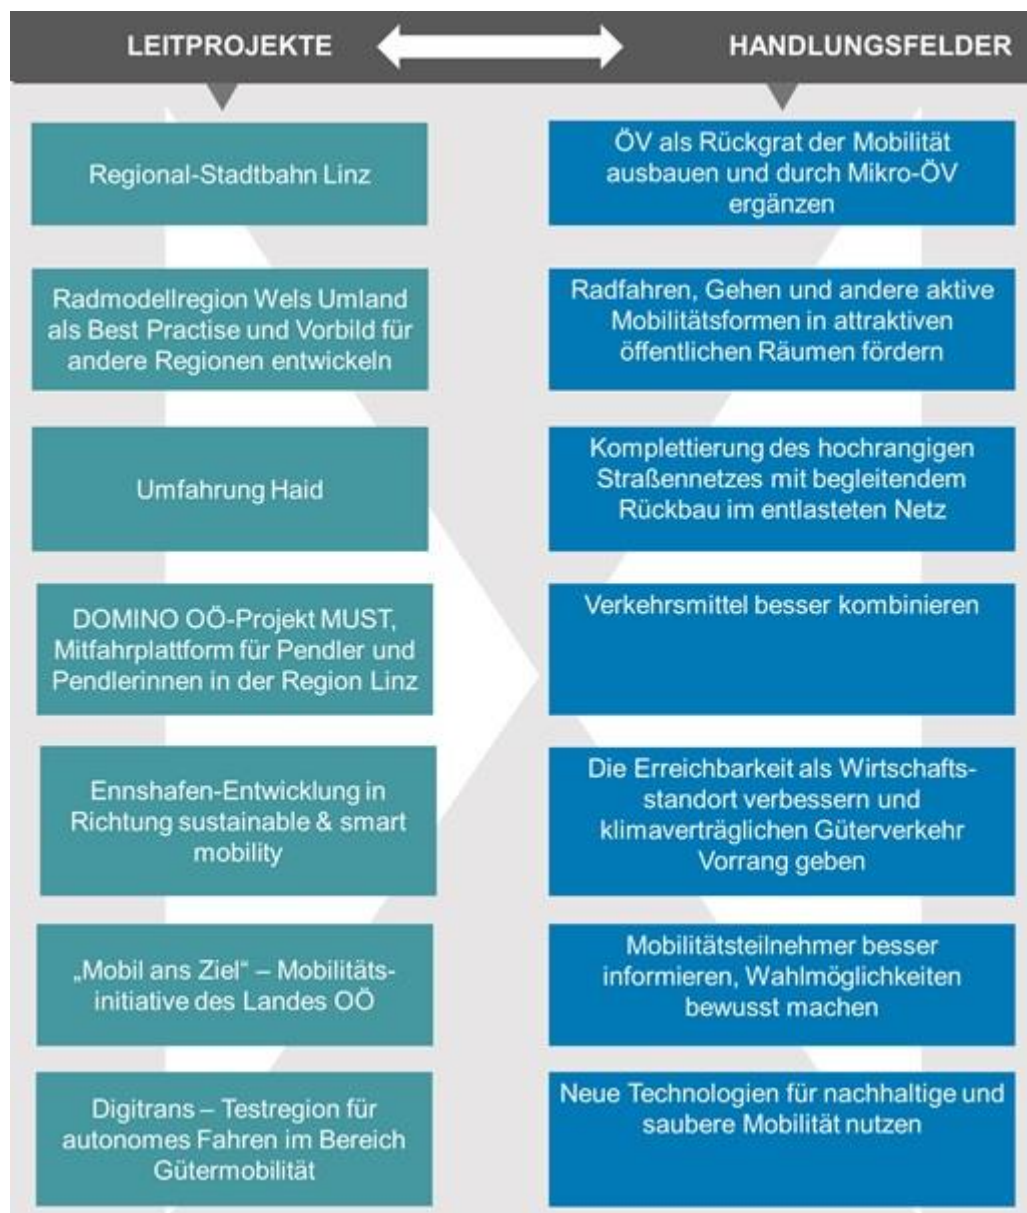 LEITPROJEKTE
HANDLUNGSFELDER
Regional-Stadtbahn Linz
ÖV als Rückgrat der Mobilität
ausbauen und durch Mikro-ÖV
ergänzen
Radmodellregion Wels Umland
als Best Practise und Vorbild für
andere Regionen entwickeln
Radfahren, Gehen und andere aktive
Mobilitätsformen in attraktiven
öffentlichen Räumen fördern
Umfahrung Haid
Komplettierung des hochrangigen
Straßennetzes mit begleitendem
Rückbau im entlasteten Netz
DOMINO OÖ-Projekt MUST,
Mitfahrplattform für Pendler und
Pendlerinnen in der Region Linz
Verkehrsmittel besser kombinieren
Ennshafen-Entwicklung in
Richtung sustainable & smart
mobility
Die Erreichbarkeit als Wirtschafts-
standort verbessern und
klimaverträglichen Güterverkehr
Vorrang geben
„Mobil ans Ziel“ – Mobilitäts-
initiative des Landes OÖ
Mobilitätsteilnehmer besser
informieren, Wahlmöglichkeiten
bewusst machen
Digitrans – Testregion für
autonomes Fahren im Bereich
Gütermobilität
Neue Technologien für nachhaltige und
saubere Mobilität nutzen